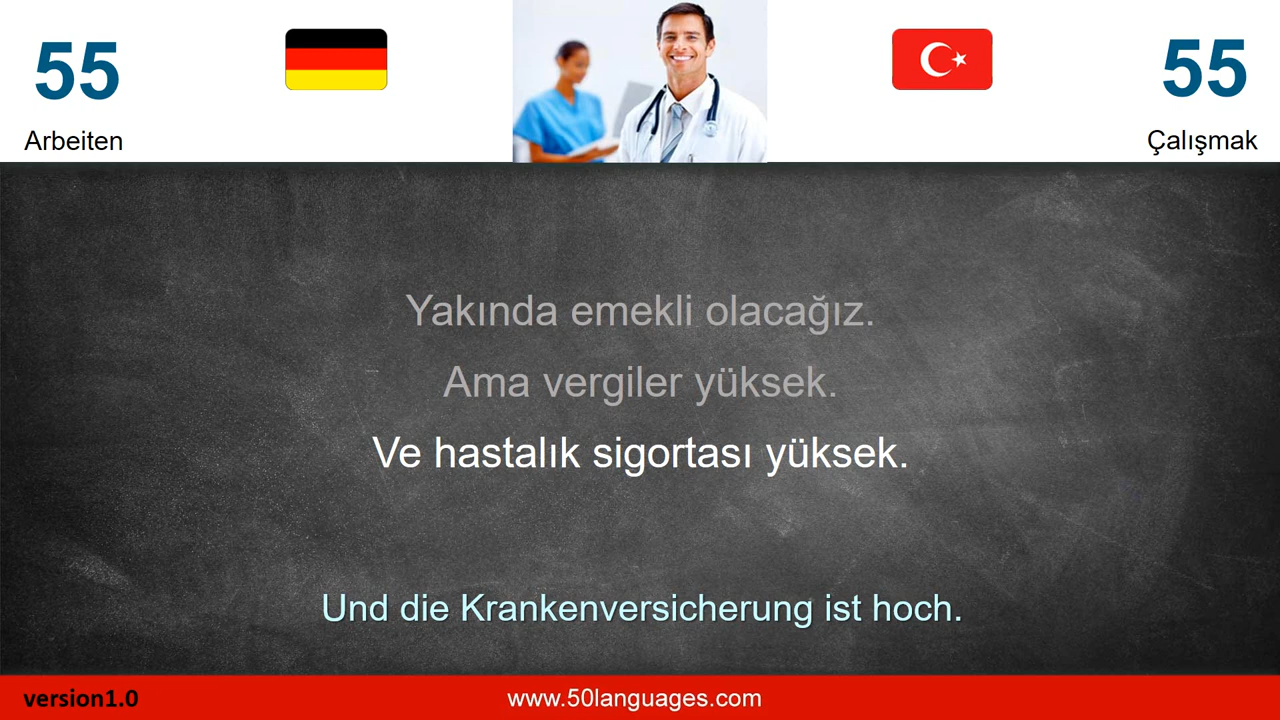 55
55
Arbeiten
Çalışmak
Yakında emekli olacağız.
Ama vergiler yüksek.
Ve hastalık sigortası yüksek.
Und die Krankenversicherung ist hoch.
version1.0
www.50languages.com